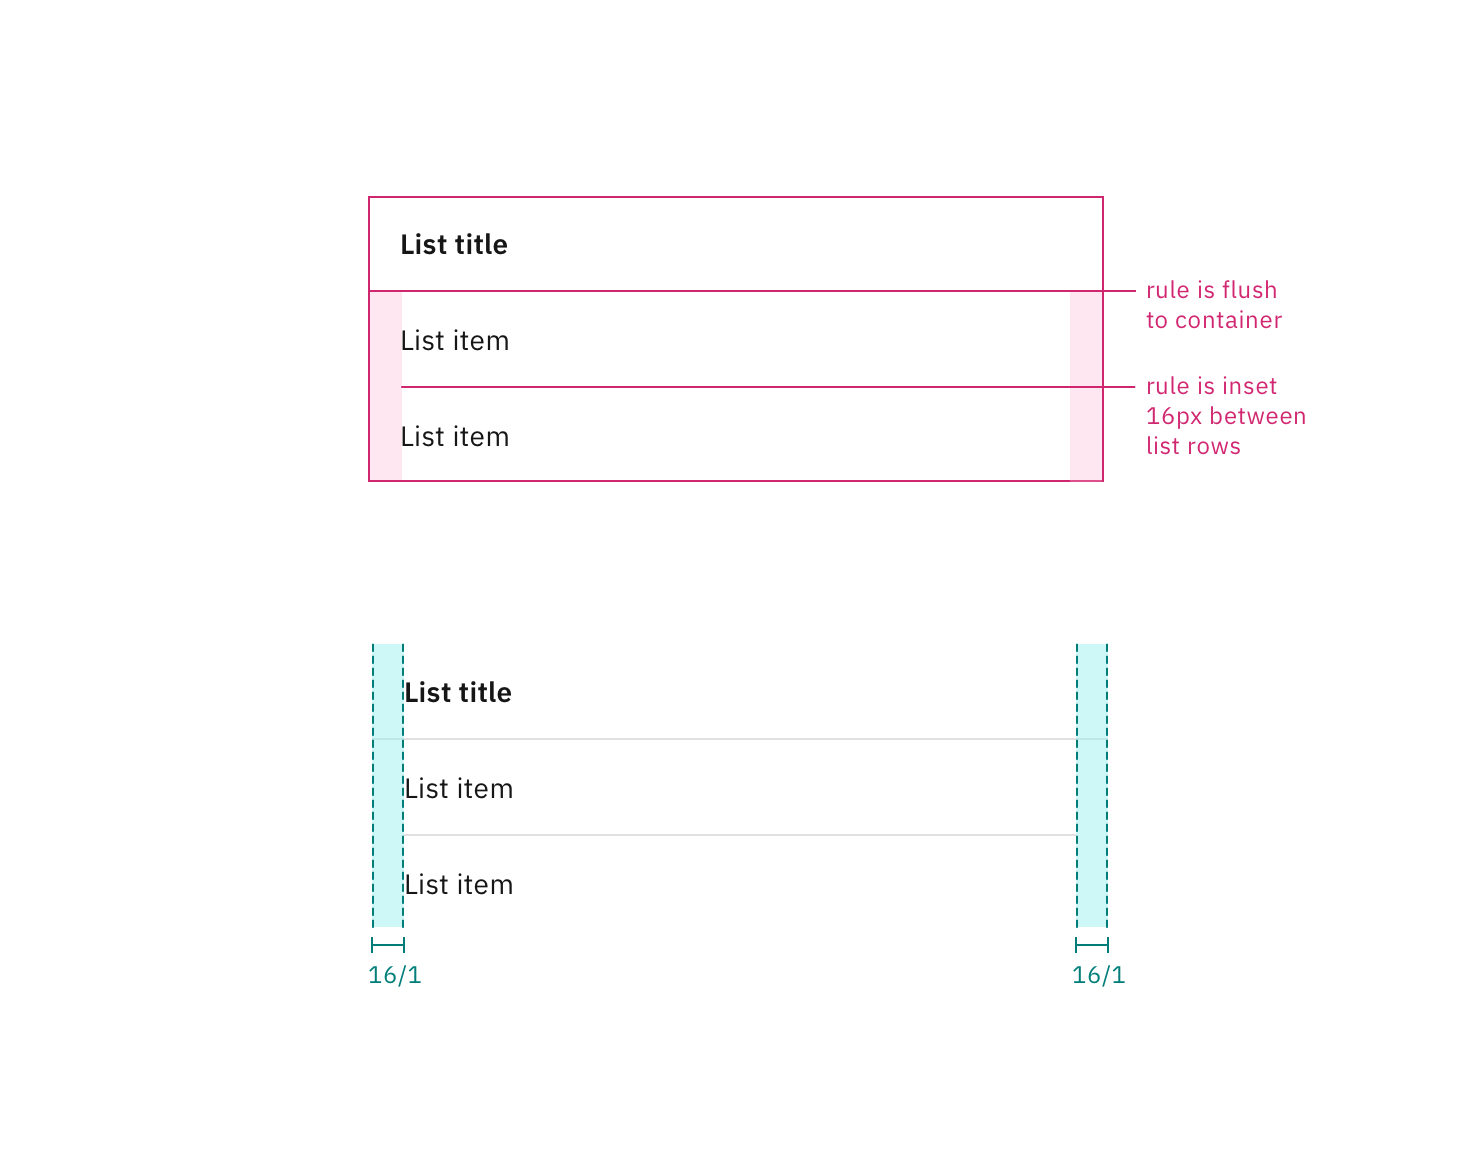 List title
rule is flush
to container
List item
rule is inset
16px between
list rows
List item
List title
List item
List item
16/1
16/1